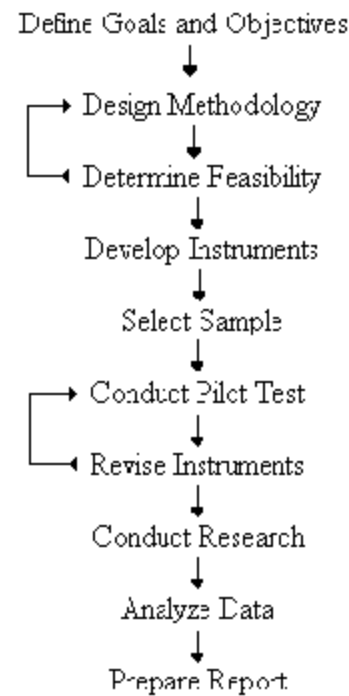 Define Goals and Objectives
Design Methodology
Determine Feasibility
Develop Instruments
Select Sample
Conduct Pilot Test
Revise Instruments
Conduct Research
Analyze Data
Prepare Report